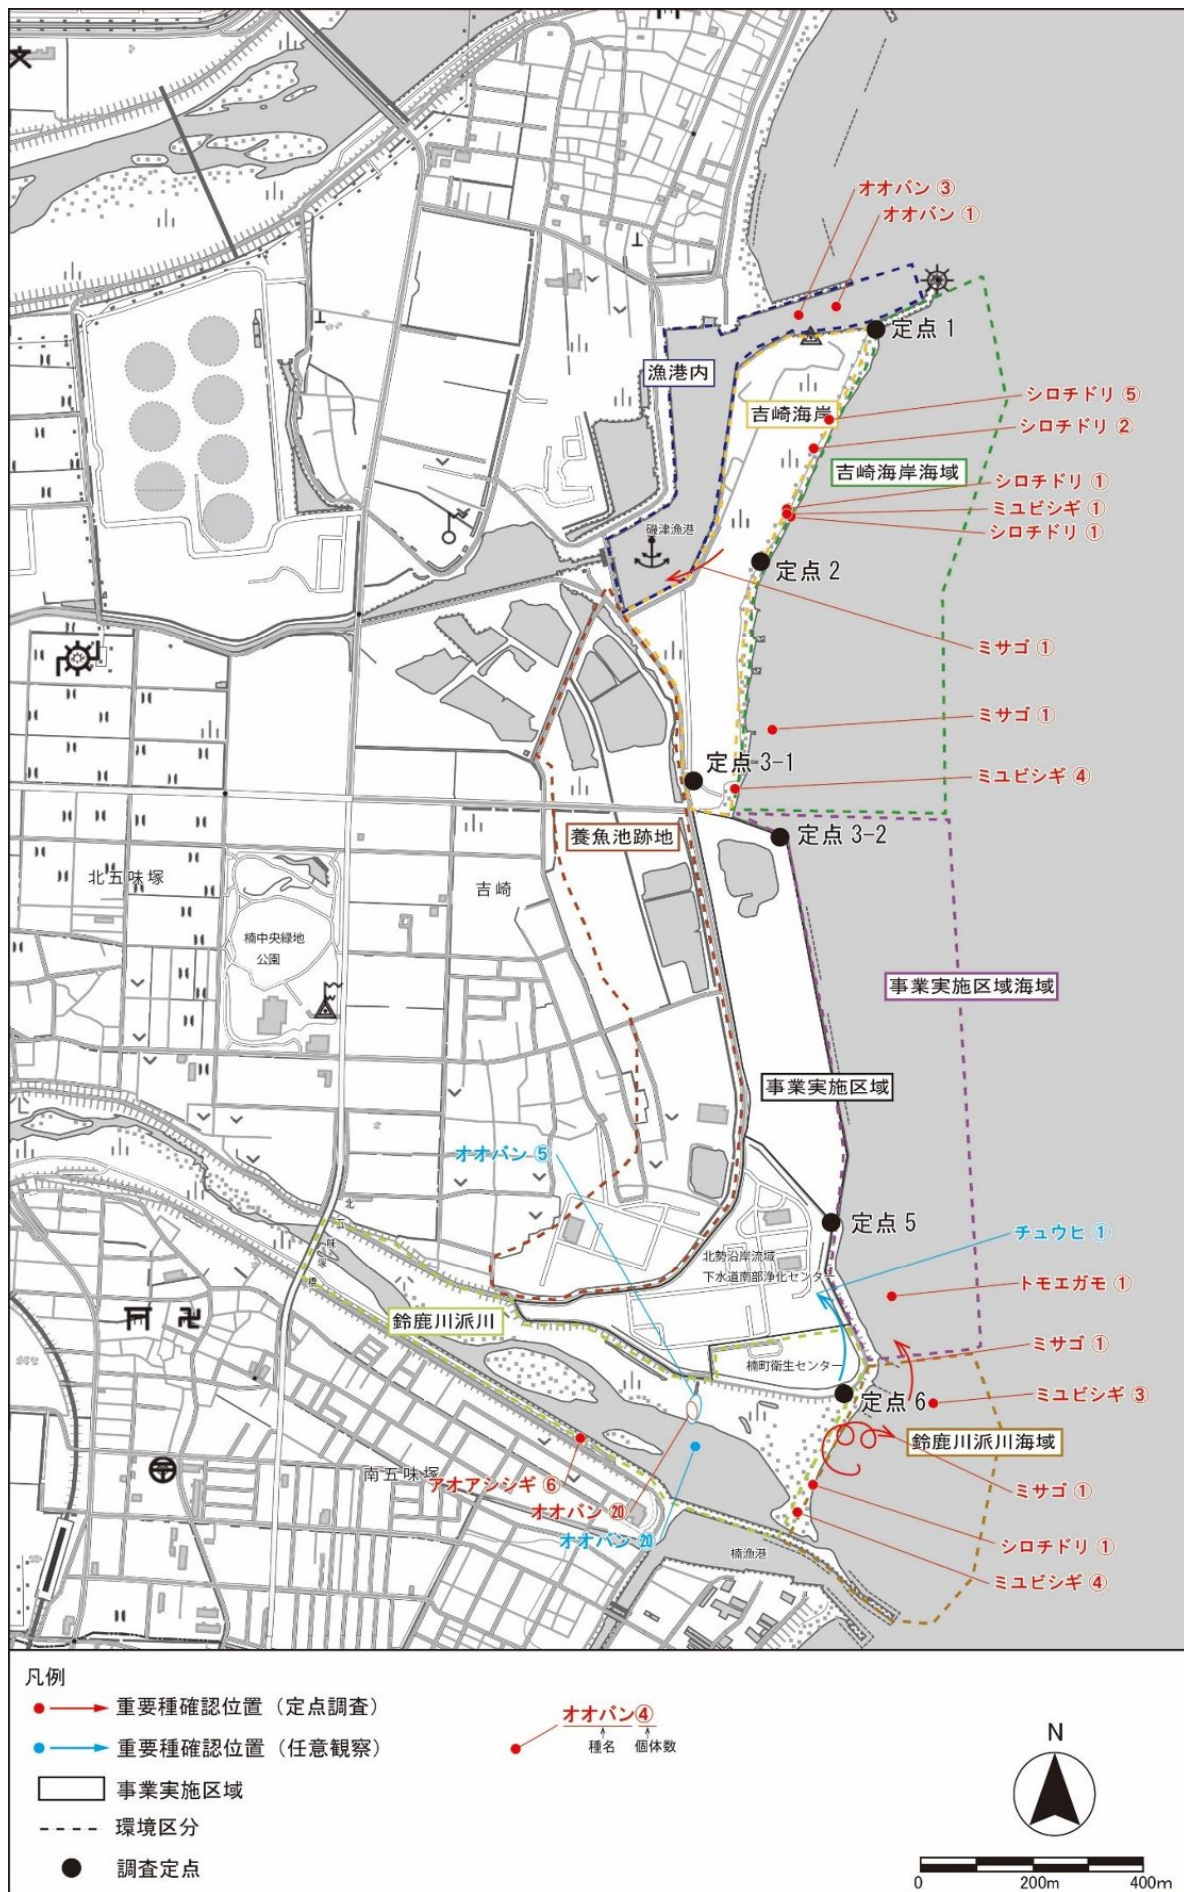 オオバン ③
オオバン ①
定点 1
漁港内
シロチドリ ⑤
吉崎海岸
シロチドリ ②
吉崎海岸海域
シロチドリ ①
ミユビシギ ①
シロチドリ ①
磯津漁港
定点 2
ミサゴ ①
ミサゴ ①
定点 3-1
ミユビシギ ④
養魚池跡地
定点 3-2
北五味塚
吉崎
楠中央緑地
公園
事業実施区域海域
事業実施区域
オオバン ⑤
北五味塚橋
定点 5
チュウヒ ①
北勢沿岸流域
下水道南部浄化センター
トモエガモ ①
鈴鹿川派川
ミサゴ ①
楠町衛生センター
定点 6
ミユビシギ ③
鈴鹿川派川海域
南五味塚
アオアシシギ ⑥
ミサゴ ①
オオバン ⑳
オオバン ⑳
楠漁港
シロチドリ ①
ミユビシギ ④
凡例
重要種確認位置（定点調査）
オオバン④
種名 個体数
重要種確認位置（任意観察）
事業実施区域
環境区分
調査定点
N
0 200m 400m